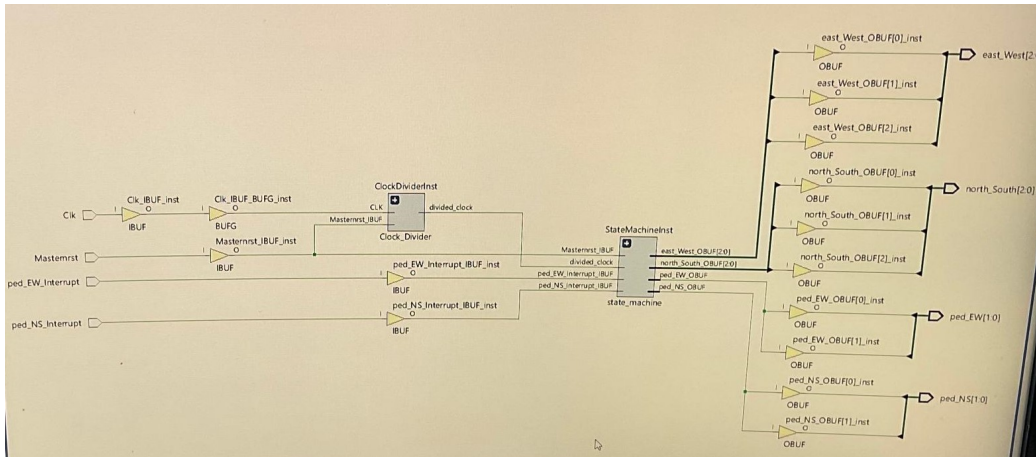 east_West_OBUF[0]_inst
I
O
OBUF
east_West[2:
east_West_OBUF[1]_inst
I
O
OBUF
east_West_OBUF[2]_inst
I
O
OBUF
north_South_OBUF[0]_inst
I
O
OBUF
north_South[2:0]
north_South_OBUF[1]_inst
I
O
OBUF
north_South_OBUF[2]_inst
I
O
OBUF
ClockDividerInst
CLK
divided_clock
Masternrst_IBUF
Clock_Divider
Clk
Clk_IBUF_inst
I
O
IBUF
Clk_IBUF_BUFG_inst
I
O
BUFG
Masternrst
Masternrst_IBUF_inst
I
O
IBUF
StateMachineInst
Masternrst_IBUF
east_West_OBUF[2:0]
divided_clock
north_South_OBUF[2:0]
ped_EW_Interrupt_IBUF
ped_EW_OBUF
ped_NS_Interrupt_IBUF
ped_NS_OBUF
state_machine
ped_EW_Interrupt
ped_EW_Interrupt_IBUF_inst
I
O
IBUF
ped_NS_Interrupt
ped_NS_Interrupt_IBUF_inst
I
O
IBUF
ped_EW_OBUF[0]_inst
I
O
OBUF
ped_EW[1:0]
ped_EW_OBUF[1]_inst
I
O
OBUF
ped_NS_OBUF[0]_inst
I
O
OBUF
ped_NS[1:0]
ped_NS_OBUF[1]_inst
I
O
OBUF